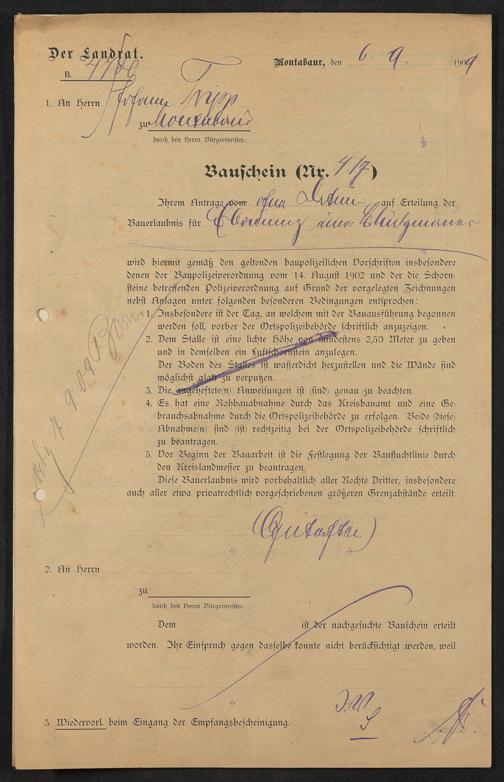 Der Landrat.
Montabaur, den 6. 9. 1909
B.
1. An Herrn Johann Tripp
zu Montabaur
durch den Herrn Bürgermeister.
Bauschein (Nr. 417)
Ihrem Antrage vom ohne Datum auf Erteilung der
Bauerlaubnis für Erbauung einer
wird hiermit gemäß den geltenden baupolizeilichen Vorschriften insbesondere
denen der Baupolizeiverordnung vom 14. August 1902 und die der Schorn-
steine betreffenden Polizeiverordnung auf Grund der vorgelegten Zeichnungen
nebst Anlagen unter folgenden besonderen Bedingungen entsprochen:
1. Insbesondere ist der Tag, an welchem mit der Bauausführung begonnen
werden soll, vorher der Ortspolizeibehörde schriftlich anzuzeigen.
2. Dem Stalle ist eine lichte Höhe von mindestens 2,50 Meter zu geben
und in demselben ein Luftschornstein anzulegen.
Der Boden des Stalles ist wasserdicht herzustellen und die Wände sind
möglichst glatt zu verputzen.
3. Die angeheftete(n) Anweisungen ist (sind) genau zu beachten.
4. Es hat eine Rohbauabnahme durch das Kreisbauamt und eine Ge-
brauchsabnahme durch die Ortspolizeibehörde zu erfolgen. Beide (diese)
Abnahme(n) sind (ist) rechtzeitig bei der Ortspolizeibehörde schriftlich
zu beantragen.
5. Vor Beginn der Bauarbeit ist die Festlegung der Baufluchtlinie durch
den Kreislandmesser zu beantragen.
Diese Bauerlaubnis wird vorbehaltlich aller Rechte Dritter, insbesondere
auch aller etwa privatrechtlich vorgeschriebenen größeren Grenzabstände erteilt.
2. An Herrn
zu
durch den Herrn Bürgermeister.
Dem ist der nachgesuchte Bauschein erteilt
worden. Ihr Einspruch gegen dasselbe konnte nicht berücksichtigt werden, weil
3. Wiedervorl. beim Eingang der Empfangsbescheinigung.